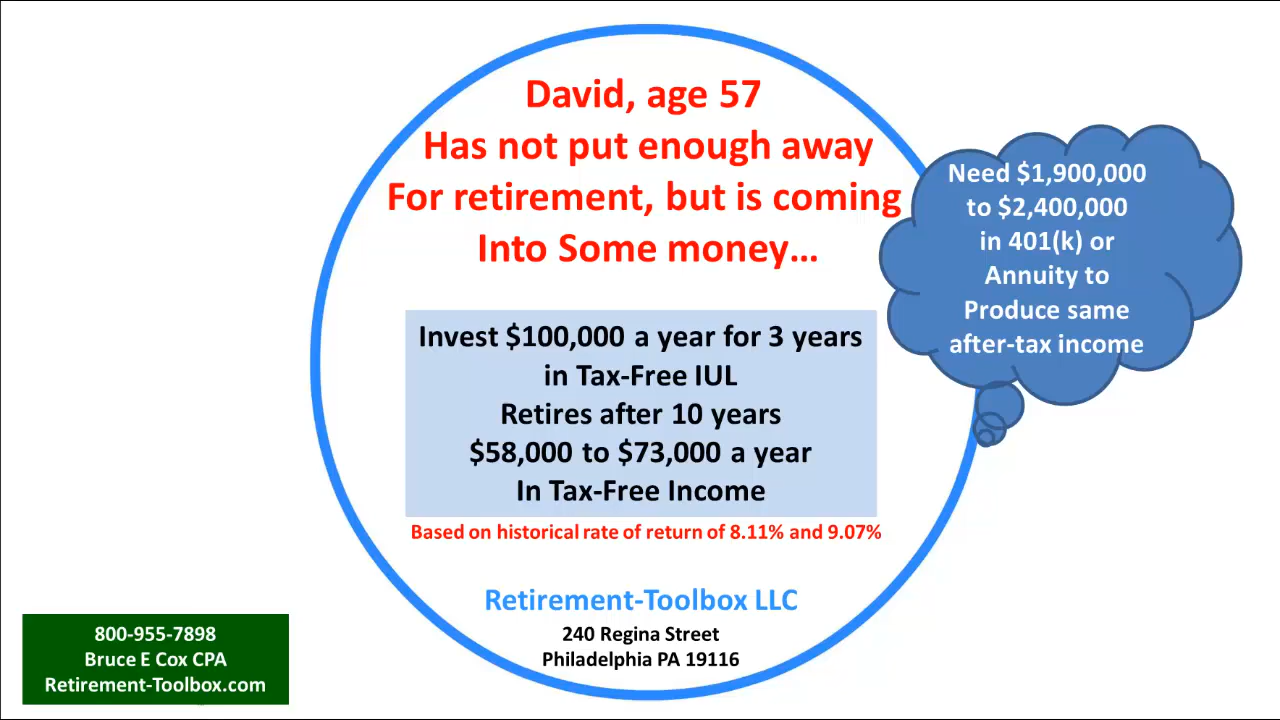 David, age 57
Has not put enough away
For retirement, but is coming
Into Some money…
Need $1,900,000
to $2,400,000
in 401(k) or
Annuity to
Produce same
after-tax income
Invest $100,000 a year for 3 years
in Tax-Free IUL
Retires after 10 years
$58,000 to $73,000 a year
In Tax-Free Income
Based on historical rate of return of 8.11% and 9.07%
Retirement-Toolbox LLC
240 Regina Street
Philadelphia PA 19116
800-955-7898
Bruce E Cox CPA
Retirement-Toolbox.com